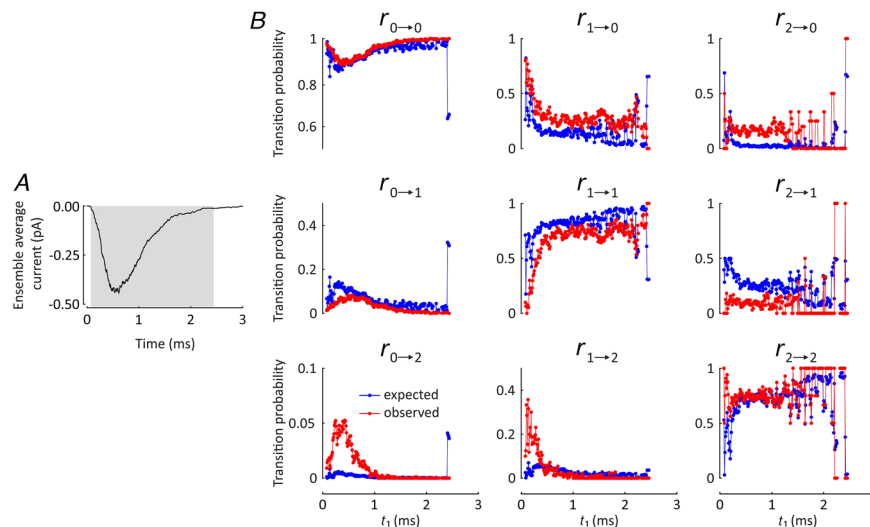 B
r0→0
r1→0
r2→0
Transition probability
1
0.8
0.6
1
0.5
0
1
0.5
0
A
Ensemble average
current (pA)
0.00
-0.25
-0.50
0
1
2
3
Time (ms)
r0→1
r1→1
r2→1
Transition probability
0.4
0.2
0
1
0.5
0
1
0.5
0
r0→2
r1→2
r2→2
Transition probability
0.1
0.05
0
expected
observed
0.4
0.2
0
1
0.5
0
0 1 2 3
0 1 2 3
0 1 2
t1 (ms)
t1 (ms)
t1 (ms)